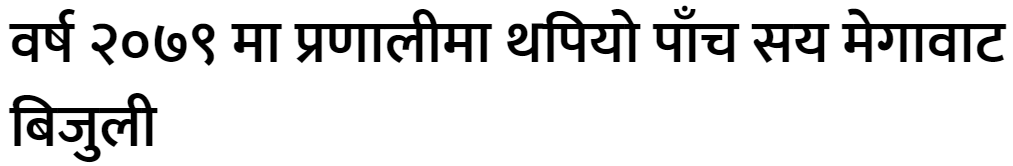 वर्ष २०७९ मा प्रणालीमा थपियो पाँच सय मेगावाट
बिजुली